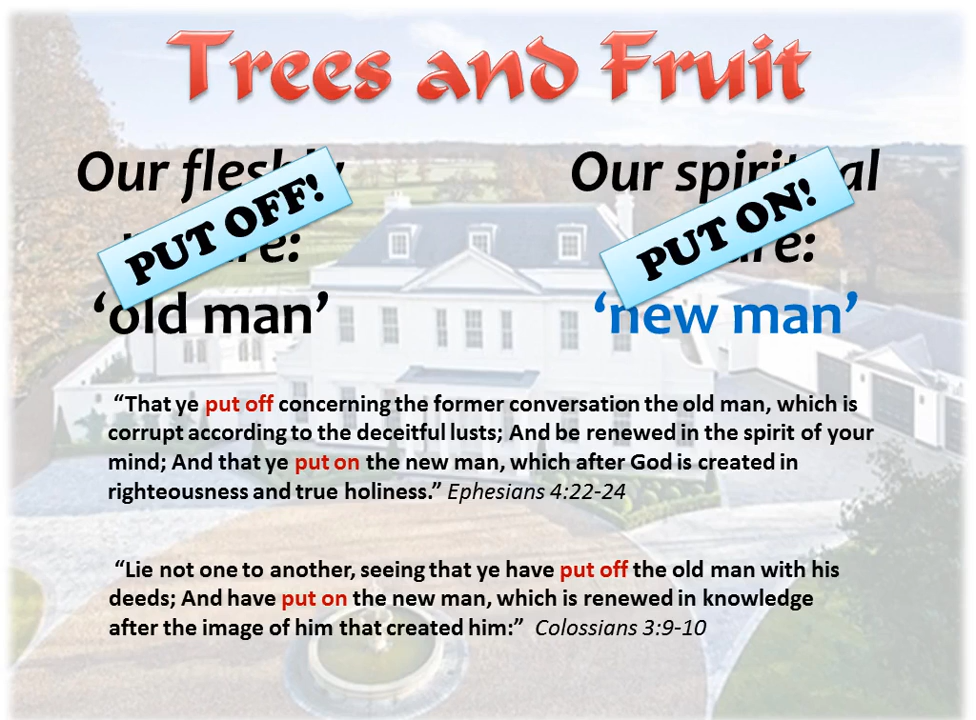 Trees and Fruit
Our fleshly
PUT OFF!
‘old man’
Our spiritual
PUT ON!
‘new man’
“That ye put off concerning the former conversation the old man, which is
corrupt according to the deceitful lusts; And be renewed in the spirit of your
mind; And that ye put on the new man, which after God is created in
righteousness and true holiness.” Ephesians 4:22-24
“Lie not one to another, seeing that ye have put off the old man with his
deeds; And have put on the new man, which is renewed in knowledge
after the image of him that created him:” Colossians 3:9-10